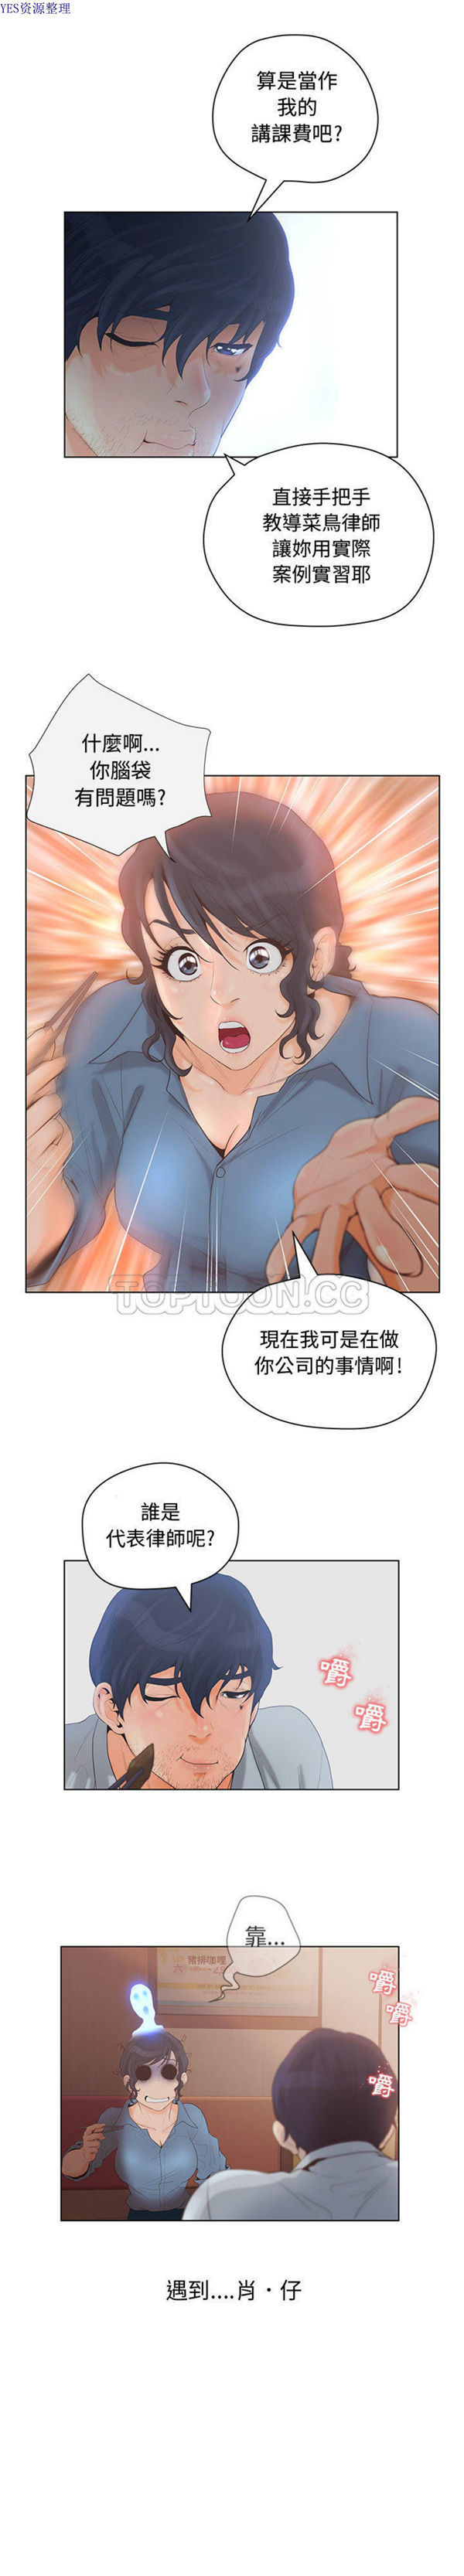 YES资源整理
算是當作
我的
講課費吧?
直接手把手
教導菜鳥律師
讓妳用實際
案例實習耶
什麼啊...
你腦袋
有問題嗎?
TOPTOON.CC
現在我可是在做
你公司的事情啊!
誰是
代表律師呢?
嚼
嚼
靠...
豬排咖哩
嚼
嚼
嚼
遇到....肖·仔